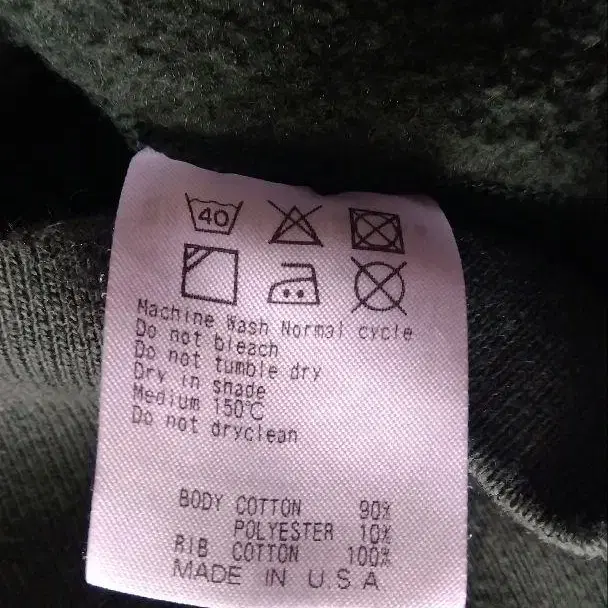 40
Machine Wash Normal cycle
Do not bleach
Do not tumble dry
Dry in shade
Medium 150℃
Do not dryclean
BODY COTTON 90%
POLYESTER 10%
RIB COTTON 100%
MADE IN U.S.A